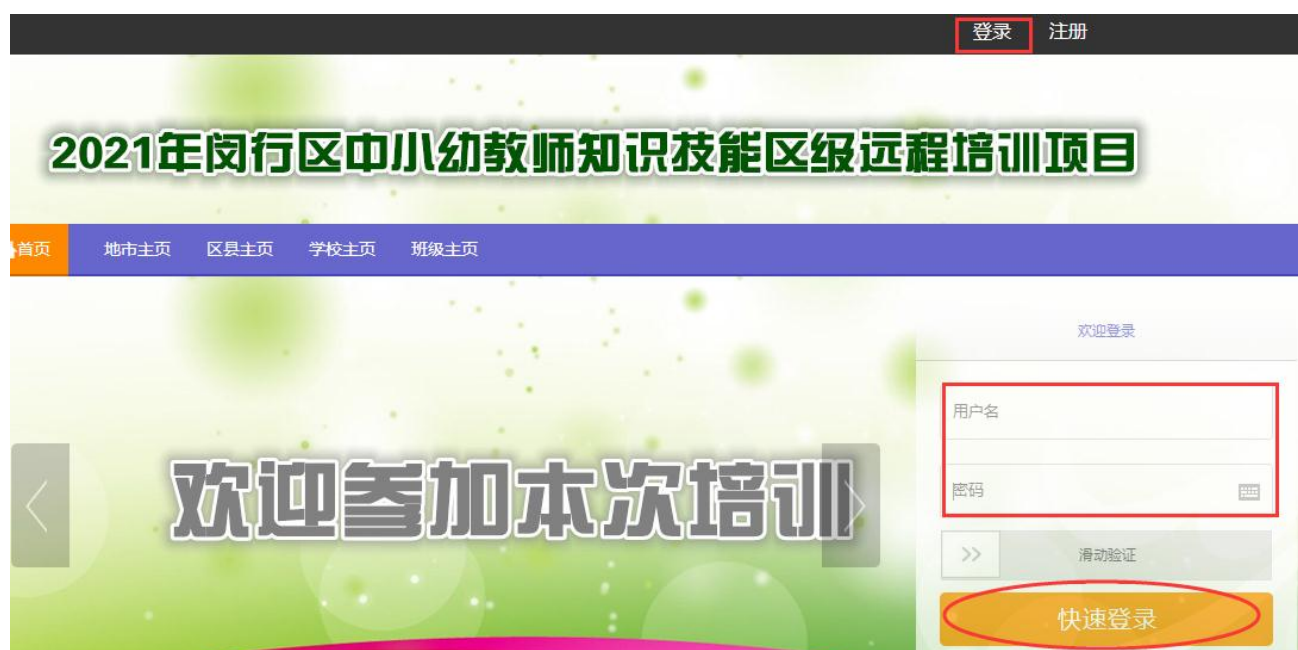 登录 注册
2021年闵行区中小幼教师知识技能区级远程培训项目
首页 地市主页 区县主页 学校主页 班级主页
欢迎登录
用户名
欢迎参加本次培训
密码
>> 滑动验证
快速登录